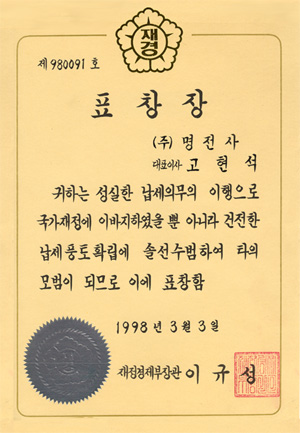 재경
제 980091 호
표창장
(주) 명전사
대표이사 고현석
귀하는 성실한 납세의무의 이행으로
국가재정에 이바지하였을 뿐 아니라 건전한
납세풍토확립에 솔선수범하여 타의
모범이 되므로 이에 표창함
1998 년 3 월 3 일
재정경제부장관 이규성